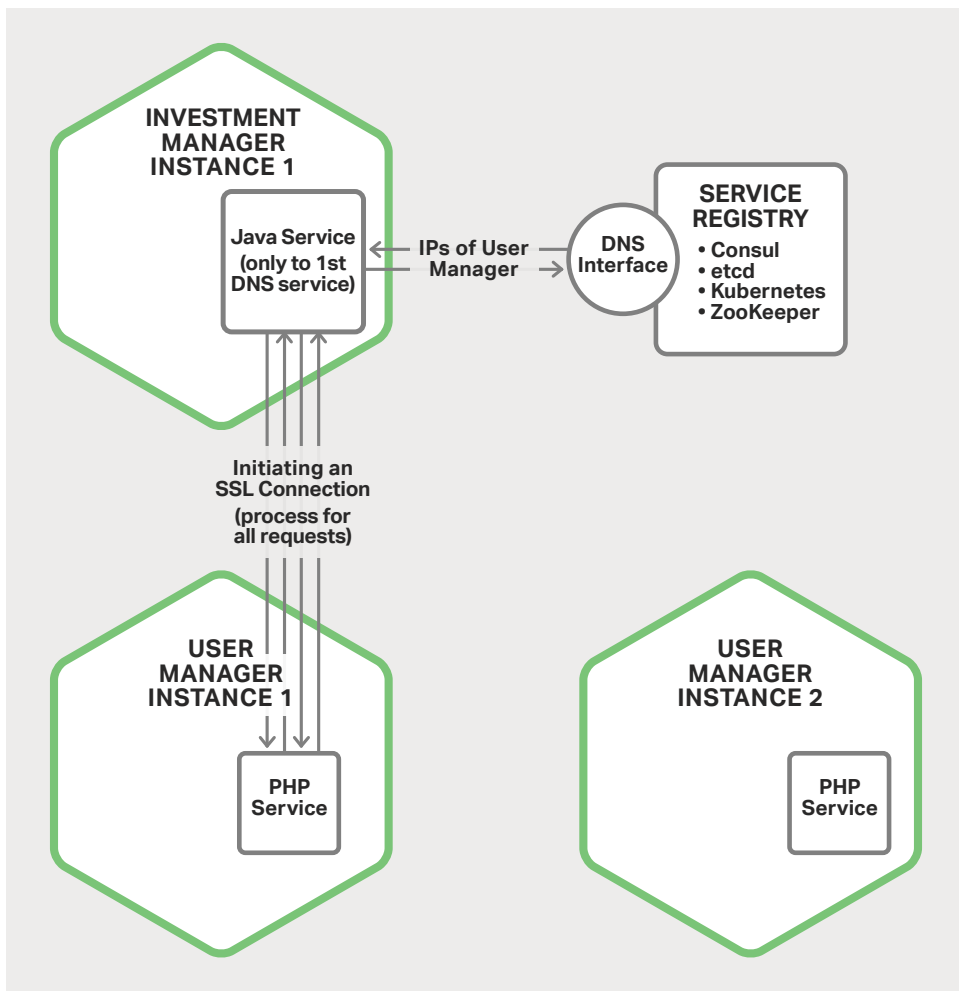 INVESTMENT
MANAGER
INSTANCE 1
Java Service
(only to 1st
DNS service)
IPs of User
Manager
DNS
Interface
SERVICE
REGISTRY
• Consul
• etcd
• Kubernetes
• ZooKeeper
Initiating an
SSL Connection
(process for
all requests)
USER
MANAGER
INSTANCE 1
PHP
Service
USER
MANAGER
INSTANCE 2
PHP
Service